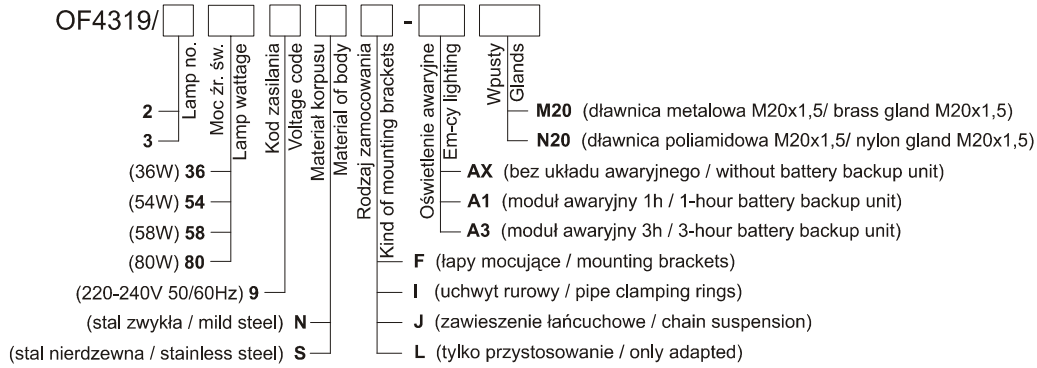 OF4319/ -
Lamp no.
Moc źr. św.
Lamp wattage
Kod zasilania
Voltage code
Materiał korpusu
Material of body
Rodzaj zamocowania
Kind of mounting brackets
Oświetlenie awaryjne
Em-cy lighting
Wpusty
Glands
2
3
(36W) 36
(54W) 54
(58W) 58
(80W) 80
(220-240V 50/60Hz) 9
(stal zwykła / mild steel) N
(stal nierdzewna / stainless steel) S
M20 (dławnica metalowa M20x1,5/ brass gland M20x1,5)
N20 (dławnica poliamidowa M20x1,5/ nylon gland M20x1,5)
AX (bez układu awaryjnego / without battery backup unit)
A1 (moduł awaryjny 1h / 1-hour battery backup unit)
A3 (moduł awaryjny 3h / 3-hour battery backup unit)
F (łapy mocujące / mounting brackets)
I (uchwyt rurowy / pipe clamping rings)
J (zawieszenie łańcuchowe / chain suspension)
L (tylko przystosowanie / only adapted)